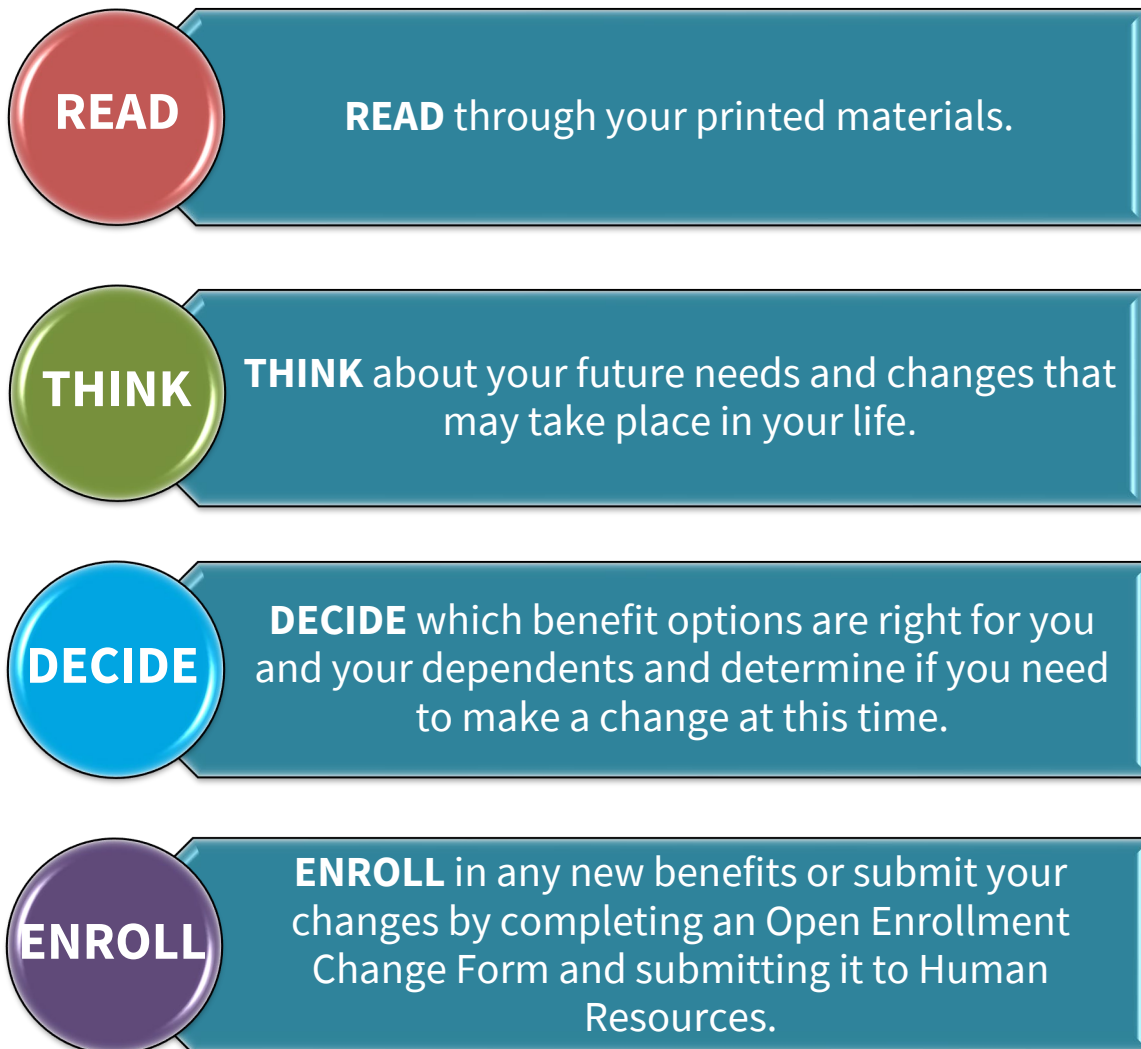 READ
READ through your printed materials.
THINK
THINK about your future needs and changes that
may take place in your life.
DECIDE
DECIDE which benefit options are right for you
and your dependents and determine if you need
to make a change at this time.
ENROLL
ENROLL in any new benefits or submit your
changes by completing an Open Enrollment
Change Form and submitting it to Human
Resources.